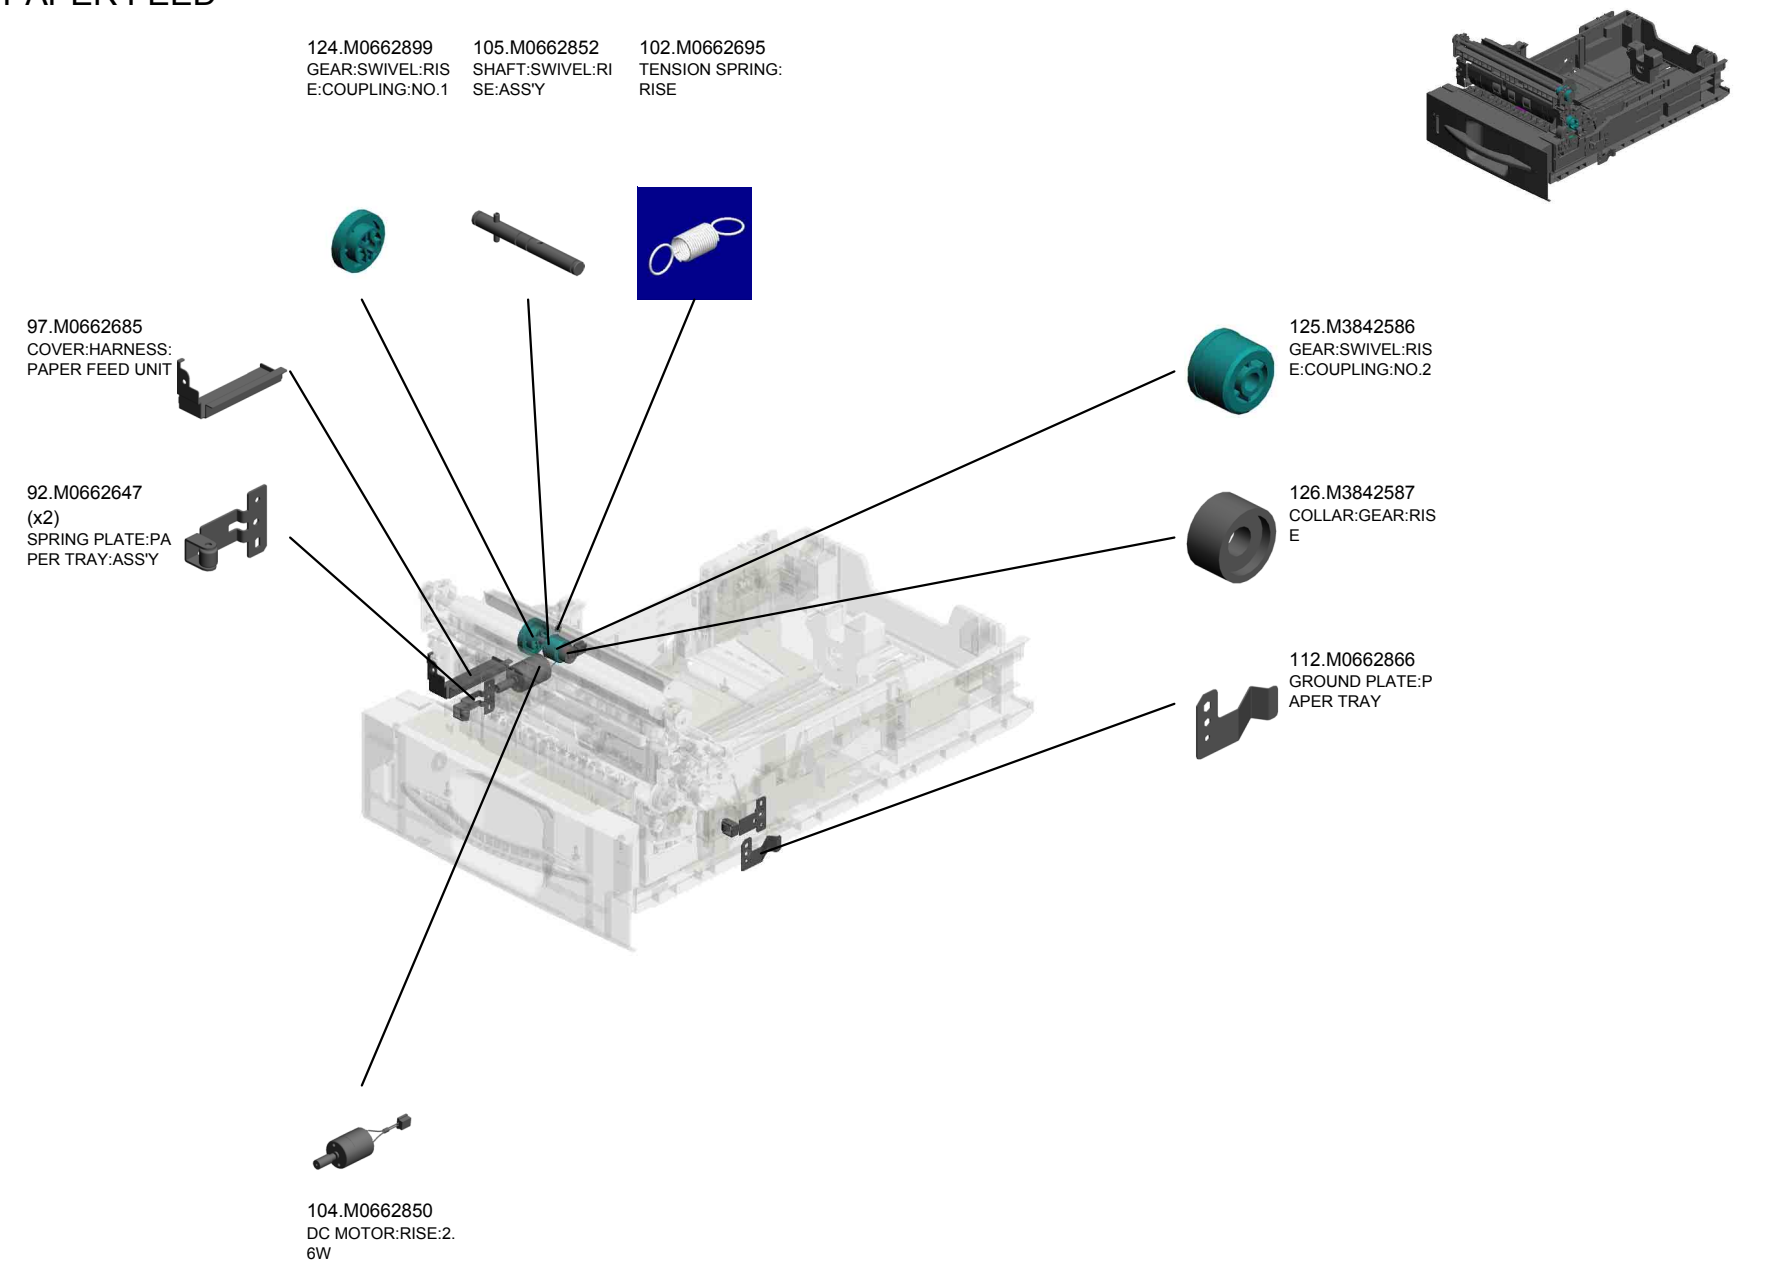 PAPER FEED
124.M0662899
GEAR:SWIVEL:RIS
E:COUPLING:NO.1
105.M0662852
SHAFT:SWIVEL:RI
SE:ASS'Y
102.M0662695
TENSION SPRING:
RISE
97.M0662685
COVER:HARNESS:
PAPER FEED UNIT
92.M0662647
(x2)
SPRING PLATE:PA
PER TRAY:ASS'Y
125.M3842586
GEAR:SWIVEL:RIS
E:COUPLING:NO.2
126.M3842587
COLLAR:GEAR:RIS
E
112.M0662866
GROUND PLATE:P
APER TRAY
104.M0662850
DC MOTOR:RISE:2.
6W